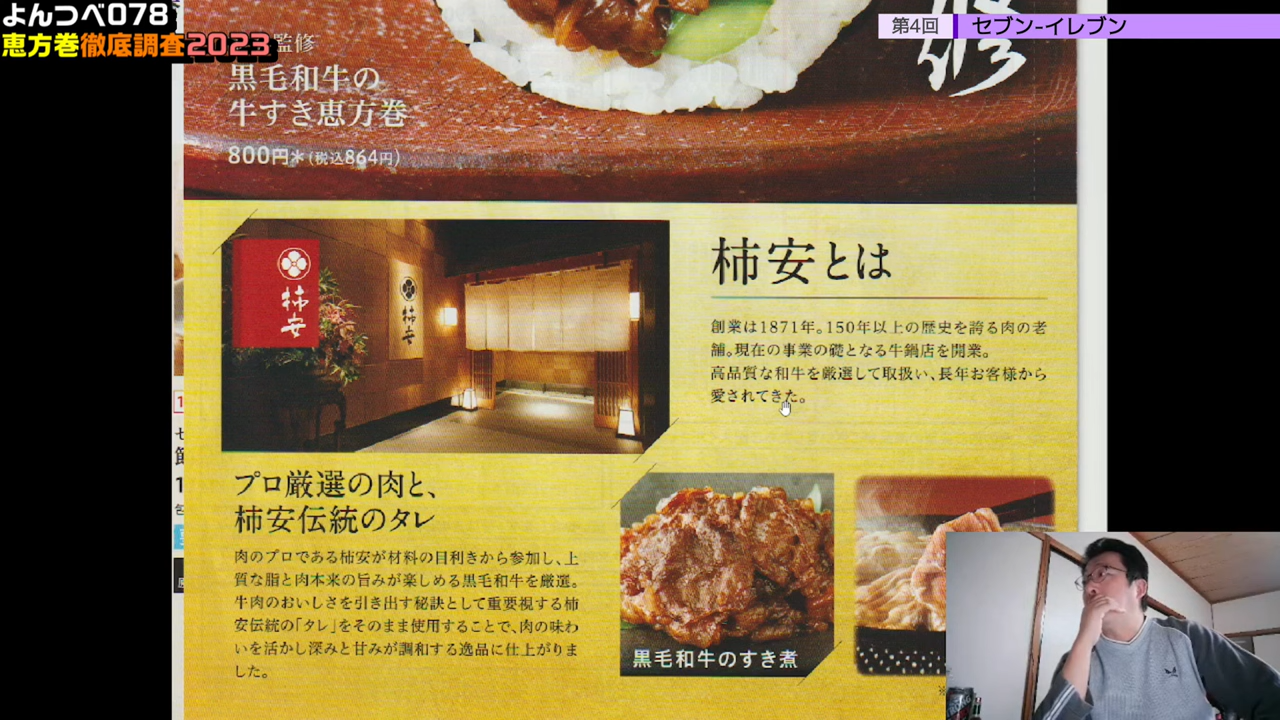 よんつべ078
恵方巻徹底調査2023
第4回
セブン-イレブン
監修
黒毛和牛の
牛すき恵方巻
800円*(税込864円)
修
柿安
柿安
柿安とは
創業は1871年。150年以上の歴史を誇る肉の老
舗。現在の事業の礎となる牛鍋店を開業。
高品質な和牛を厳選して取扱い、長年お客様から
愛されてきた。
プロ厳選の肉と、
柿安伝統のタレ
肉のプロである柿安が材料の目利きから参加し、上
質な脂と肉本来の旨みが楽しめる黒毛和牛を厳選。
牛肉のおいしさを引き出す秘訣として重要視する柿
安伝統の「タレ」をそのまま使用することで、肉の味わ
いを活かし深みと甘みが調和する逸品に仕上がりま
した。
黒毛和牛のすき煮